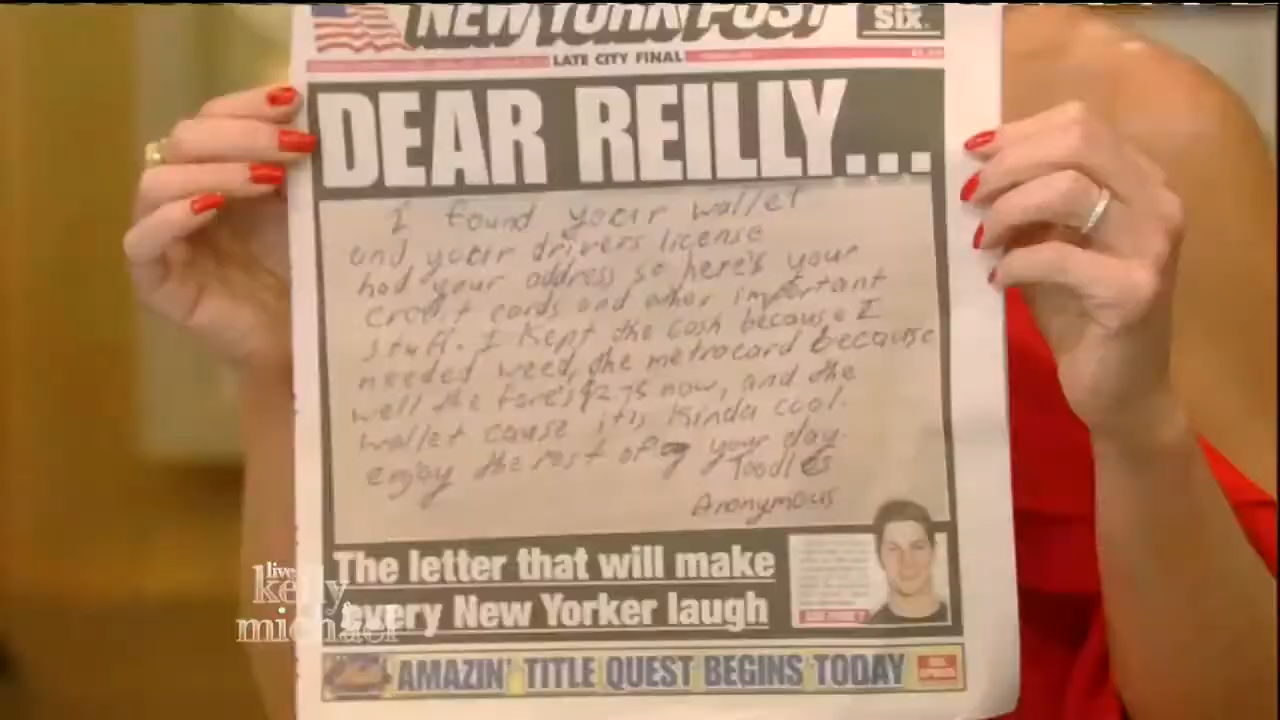 NEW YORK POST
Six.
LATE CITY FINAL
DEAR REILLY...
I found your wallet
and your drivers license
had your address so here's your
credit cards and other important
stuff. I kept the cash because I
needed weed, the metrocard because
well the fare's $2.75 now, and the
wallet cause it's kinda cool.
enjoy the rest of your day.
Toodles
Anonymous
The letter that will make
every New Yorker laugh
live
kelly
michael
AMAZIN' TITLE QUEST BEGINS TODAY